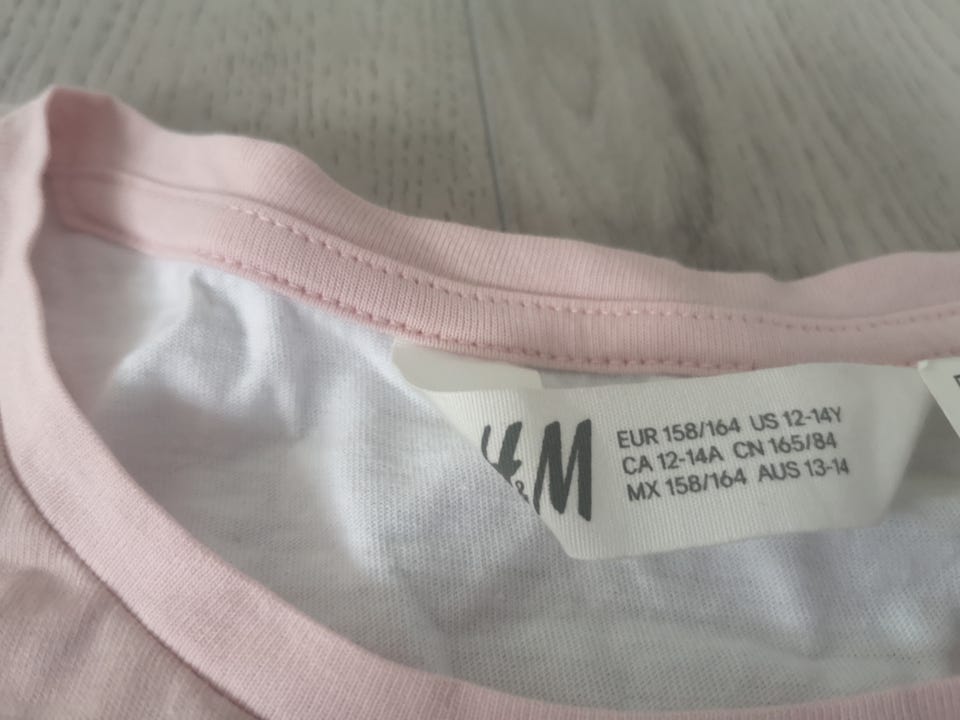 H&M
EUR 158/164 US 12-14Y
CA 12-14A CN 165/84
MX 158/164 AUS 13-14